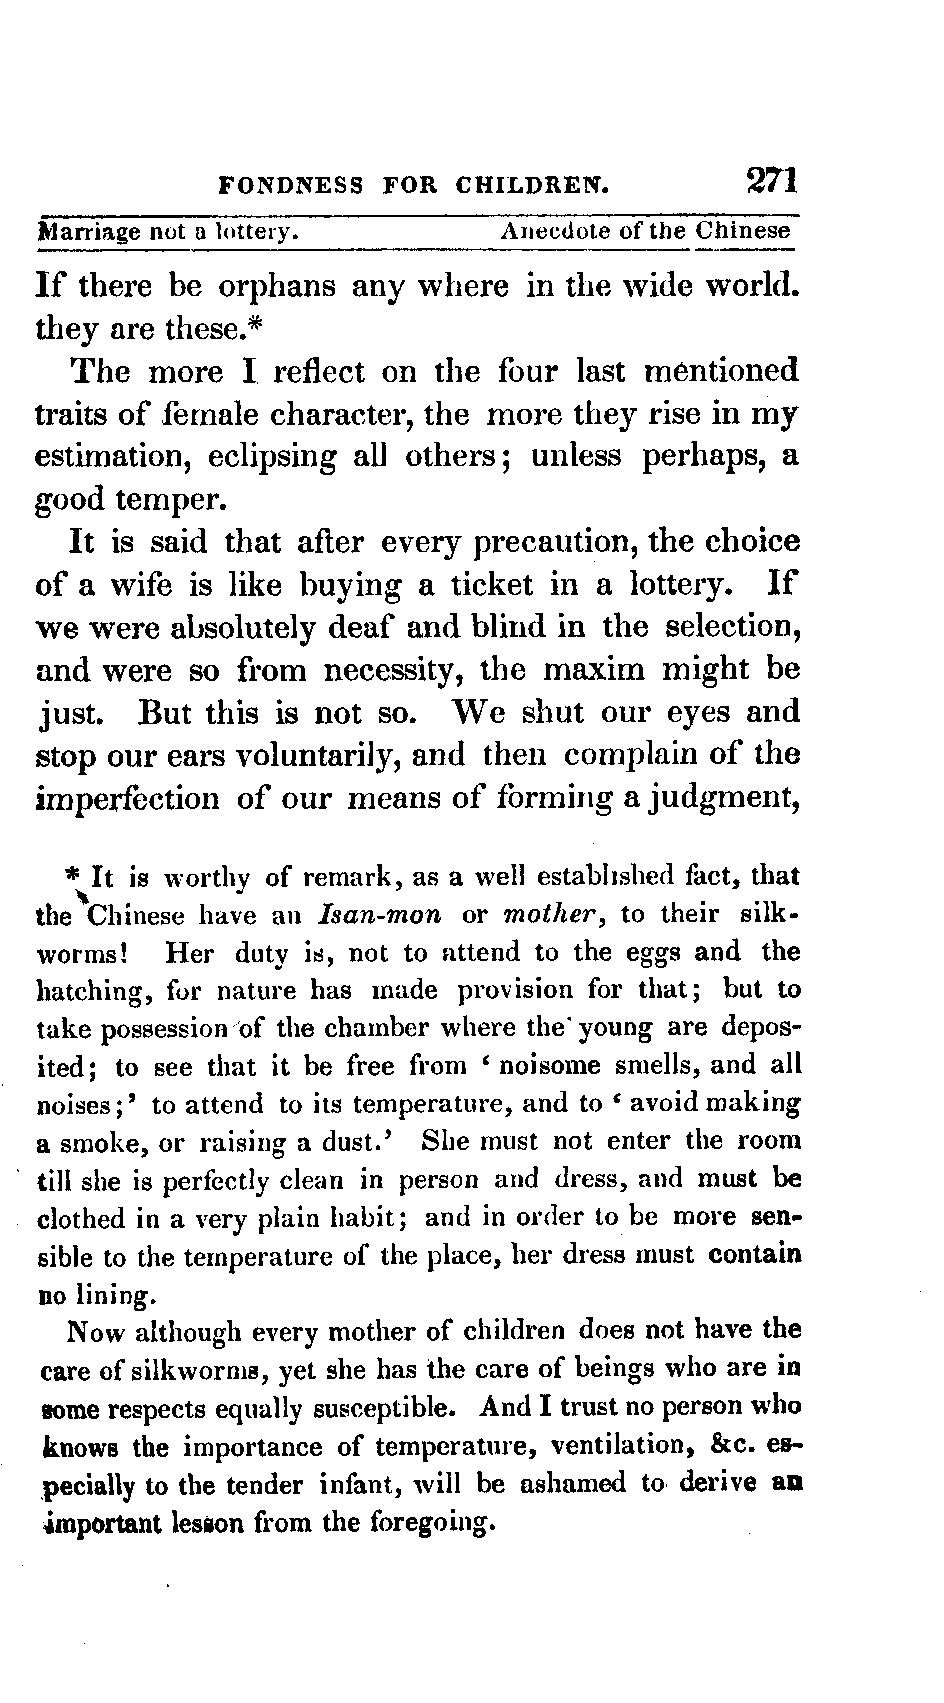 FONDNESS FOR CHILDREN. 271
Marriage not a lottery. Anecdote of the Chinese
If there be orphans any where in the wide world.
they are these.*
The more I reflect on the four last mentioned
traits of female character, the more they rise in my
estimation, eclipsing all others; unless perhaps, a
good temper.
It is said that after every precaution, the choice
of a wife is like buying a ticket in a lottery. If
we were absolutely deaf and blind in the selection,
and were so from necessity, the maxim might be
just. But this is not so. We shut our eyes and
stop our ears voluntarily, and then complain of the
imperfection of our means of forming a judgment,
* It is worthy of remark, as a well established fact, that
the Chinese have an Isan-mon or mother, to their silk-
worms! Her duty is, not to attend to the eggs and the
hatching, for nature has made provision for that; but to
take possession of the chamber where the young are depos-
ited; to see that it be free from ‘ noisome smells, and all
noises;’ to attend to its temperature, and to ‘ avoid making
a smoke, or raising a dust.’ She must not enter the room
till she is perfectly clean in person and dress, and must be
clothed in a very plain habit; and in order to be more sen-
sible to the temperature of the place, her dress must contain
no lining.
Now although every mother of children does not have the
care of silkworms, yet she has the care of beings who are in
some respects equally susceptible. And I trust no person who
knows the importance of temperature, ventilation, &c. es-
pecially to the tender infant, will be ashamed to derive an
important lesson from the foregoing.